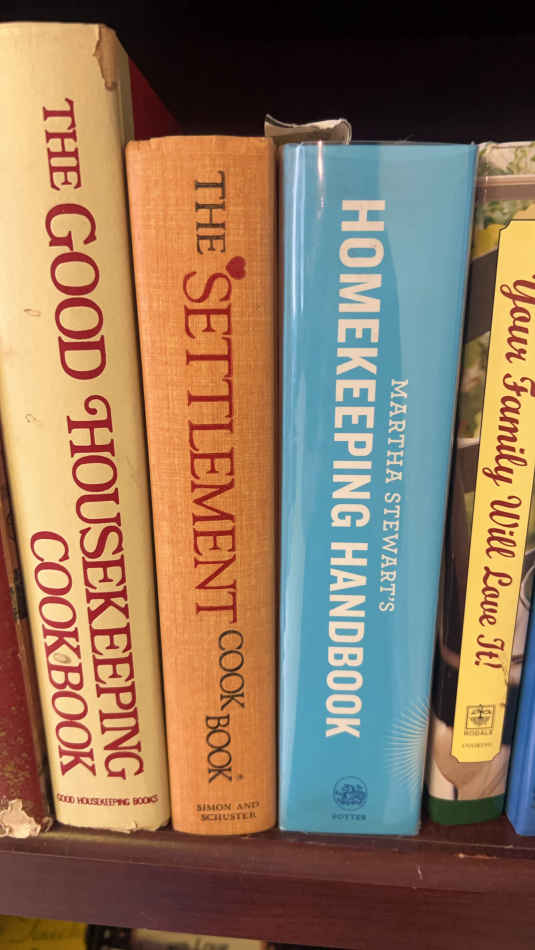 THE GOOD HOUSEKEEPING
COOKBOOK
GOOD HOUSEKEEPING BOOKS
THE SETTLEMENT
COOK BOOK
SIMON AND
SCHUSTER
MARTHA STEWART'S
HOMEKEEPING HANDBOOK
POTTER
Your Family Will Love It!
RODALE
COOKING